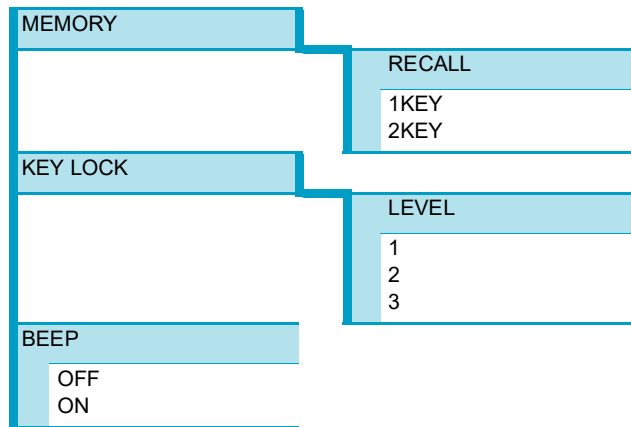 MEMORY
RECALL
1KEY
2KEY
KEY LOCK
LEVEL
1
2
3
BEEP
OFF
ON